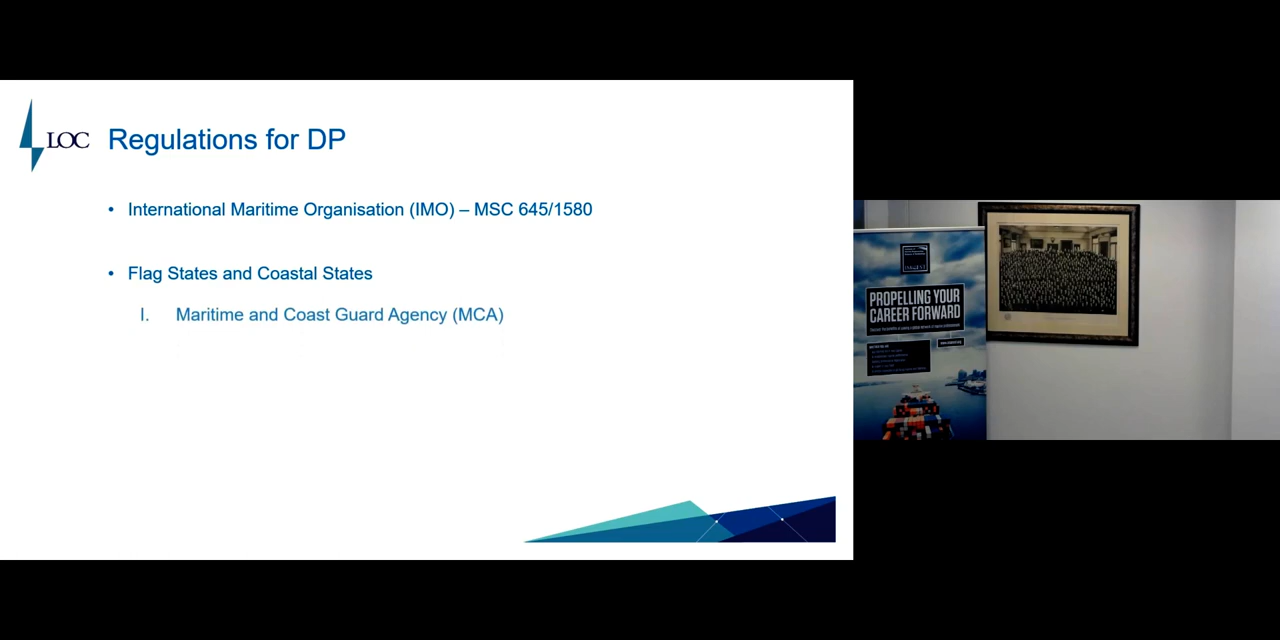 LOC
Regulations for DP
• International Maritime Organisation (IMO) – MSC 645/1580
• Flag States and Coastal States
I. Maritime and Coast Guard Agency (MCA)
PROPELLING YOUR
CAREER FORWARD